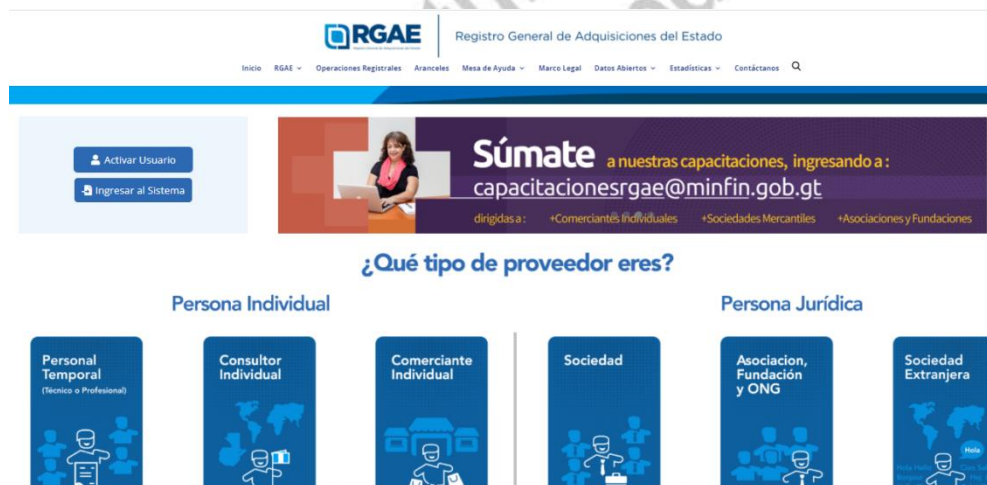 RGAE
Registro General de Adquisiciones del Estado
Inicio RGAE Operaciones Registrales Aranceles Mesa de Ayuda Marco Legal Datos Abiertos Estadísticas Contáctanos
Activar Usuario
Ingresar al Sistema
Súmate a nuestras capacitaciones, ingresando a :
capacitacionesrgae@minfin.gob.gt
dirigidas a : +Comerciantes Individuales +Sociedades Mercantiles +Asociaciones y Fundaciones
¿Qué tipo de proveedor eres?
Persona Individual
Persona Jurídica
Personal
Temporal
(Técnico o Profesional)
Consultor
Individual
Comerciante
Individual
Sociedad
Asociacion,
Fundación
y ONG
Sociedad
Extranjera
Hola